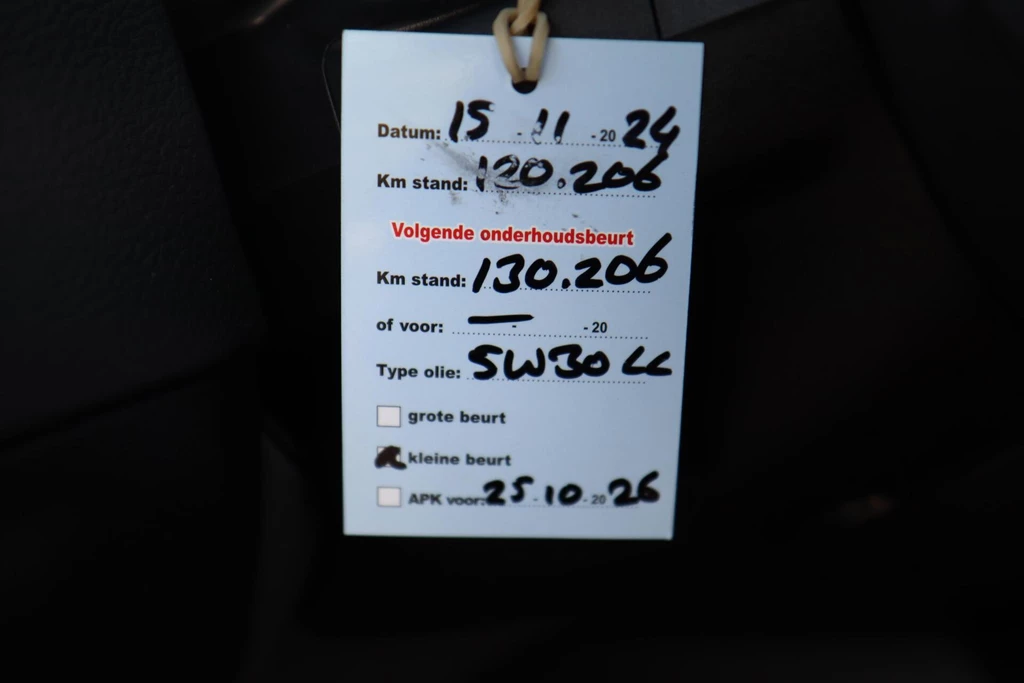 Datum: 15 - 11 - 20 24
Km stand: 120.206
Volgende onderhoudsbeurt
Km stand: 130.206
of voor: - - 20
Type olie: 5W30 LL
grote beurt
kleine beurt
APK voor: 25 - 10 - 20 26